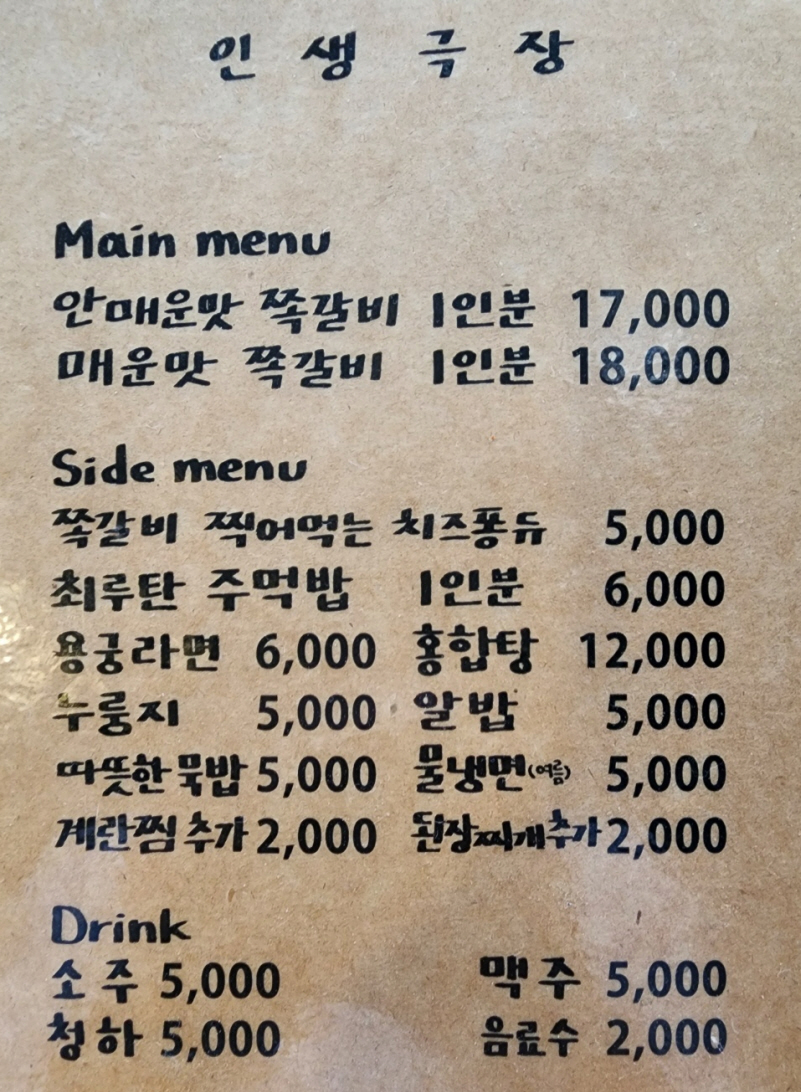 인 생 극 장
Main menu
안매운맛 쪽갈비 1인분 17,000
매운맛 쪽갈비 1인분 18,000
Side menu
쪽갈비 찍어먹는 치즈퐁듀 5,000
최루탄 주먹밥 1인분 6,000
용궁라면 6,000 홍합탕 12,000
누룽지 5,000 알밥 5,000
따뜻한묵밥 5,000 물냉면(여름) 5,000
계란찜추가 2,000 된장찌개추가 2,000
Drink
소주 5,000 맥주 5,000
청하 5,000 음료수 2,000